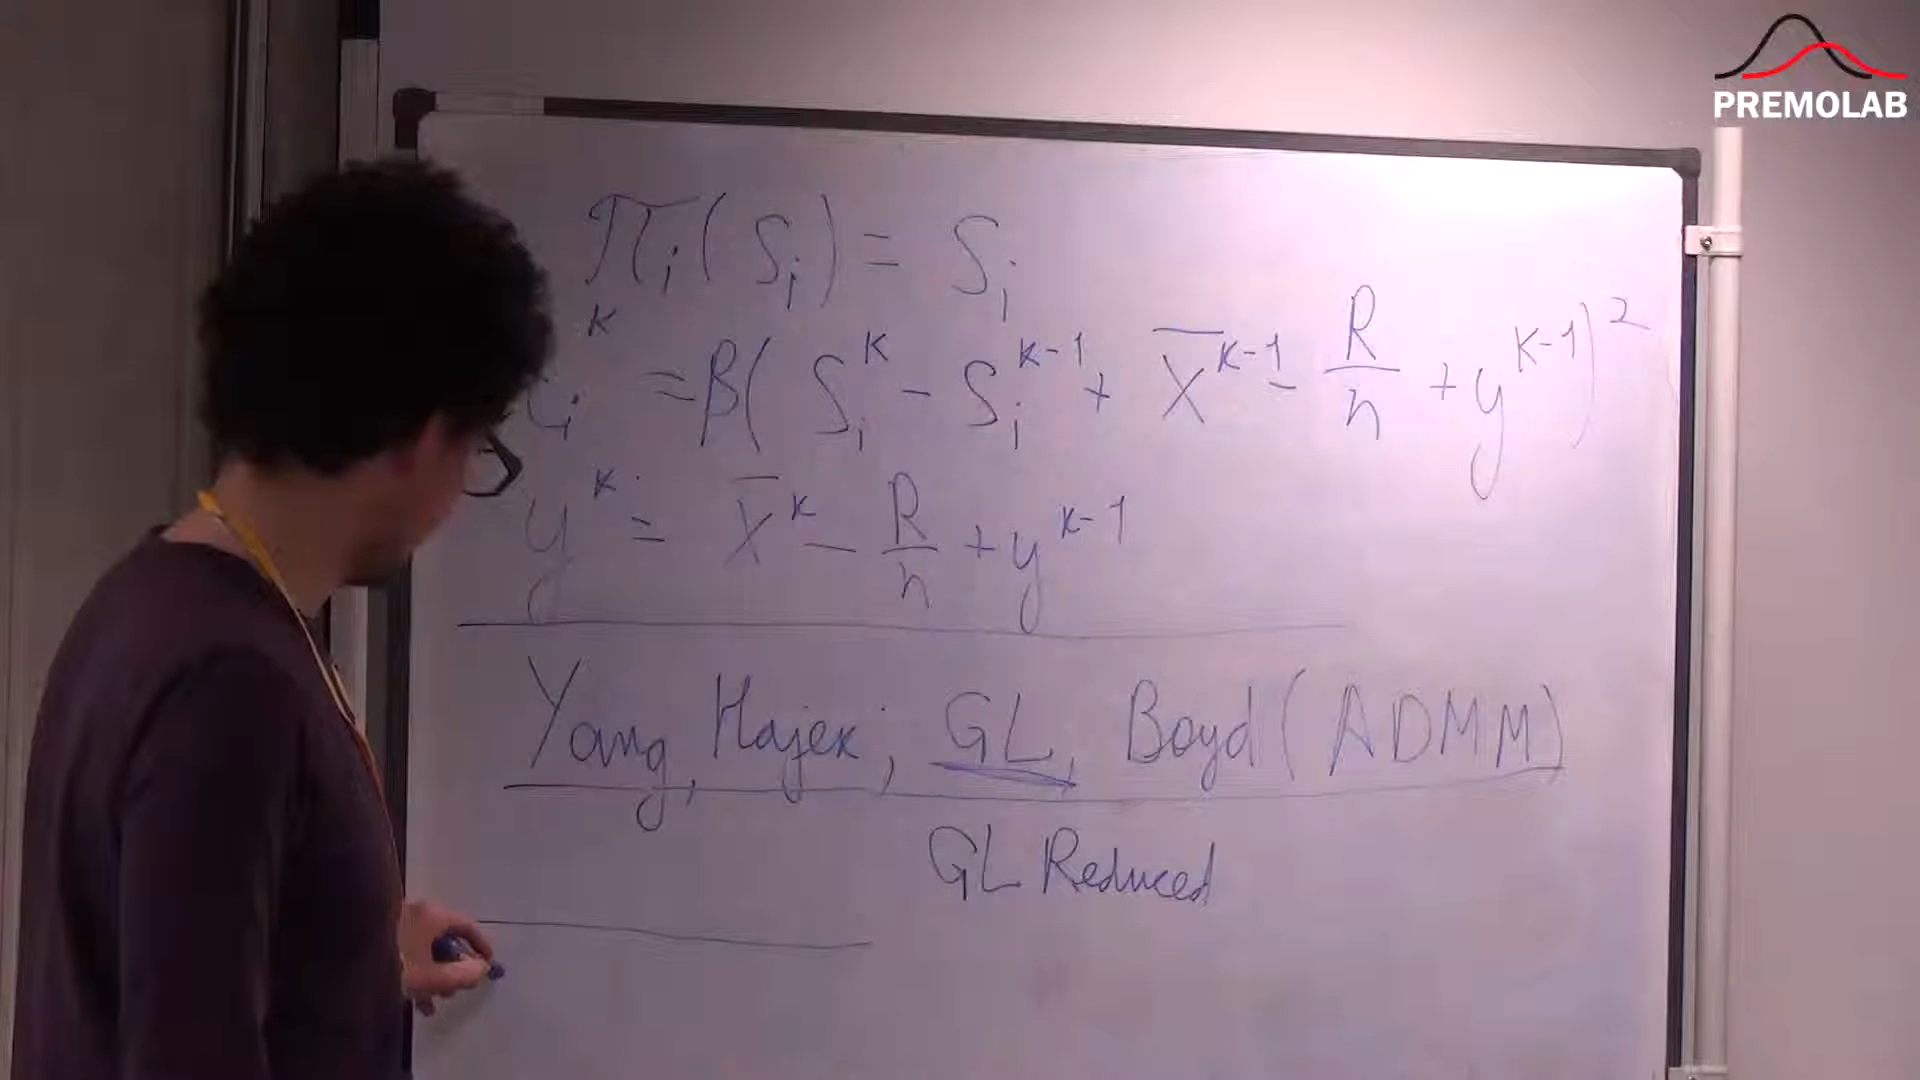 PREMOLAB
πᵢ(Sᵢ) = Sᵢ
ᵢᵏ = β(Sᵢᵏ - Sᵢᵏ⁻¹ + X̄ᵏ⁻¹ - R/n + yᵏ⁻¹)²
yᵏ = X̄ᵏ - R/n + yᵏ⁻¹
Yang, Hajek; GL, Boyd (ADMM)
GL Reduced